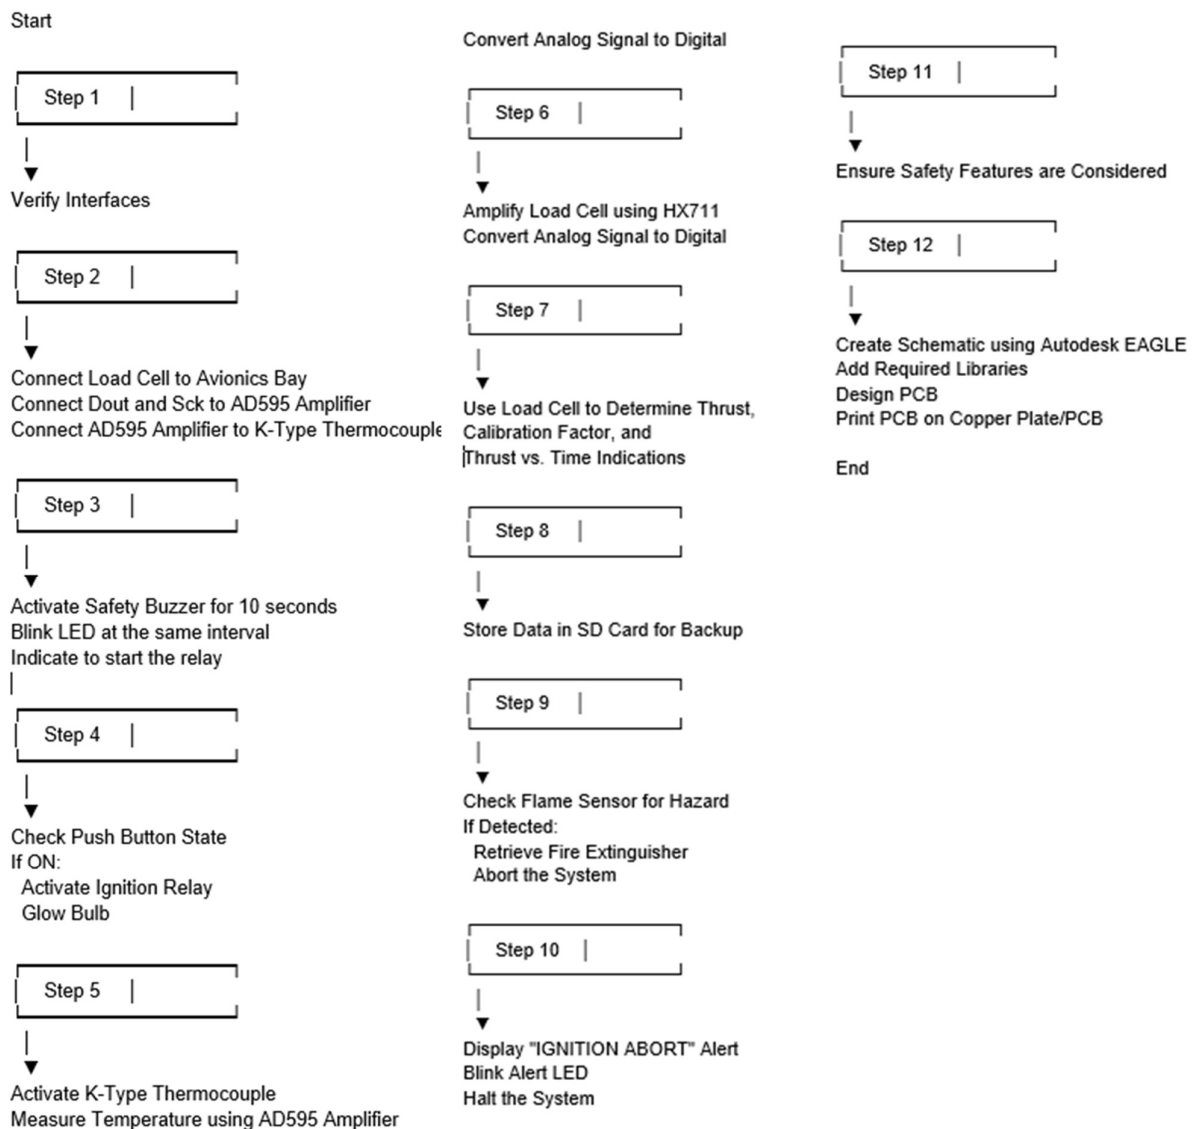 Start
Step 1
Verify Interfaces
Step 2
Connect Load Cell to Avionics Bay
Connect Dout and Sck to AD595 Amplifier
Connect AD595 Amplifier to K-Type Thermocouple
Step 3
Activate Safety Buzzer for 10 seconds
Blink LED at the same interval
Indicate to start the relay
Step 4
Check Push Button State
If ON:
Activate Ignition Relay
Glow Bulb
Step 5
Activate K-Type Thermocouple
Measure Temperature using AD595 Amplifier
Convert Analog Signal to Digital
Step 6
Amplify Load Cell using HX711
Convert Analog Signal to Digital
Step 7
Use Load Cell to Determine Thrust,
Calibration Factor, and
Thrust vs. Time Indications
Step 8
Store Data in SD Card for Backup
Step 9
Check Flame Sensor for Hazard
If Detected:
Retrieve Fire Extinguisher
Abort the System
Step 10
Display "IGNITION ABORT" Alert
Blink Alert LED
Halt the System
Step 11
Ensure Safety Features are Considered
Step 12
Create Schematic using Autodesk EAGLE
Add Required Libraries
Design PCB
Print PCB on Copper Plate/PCB
End